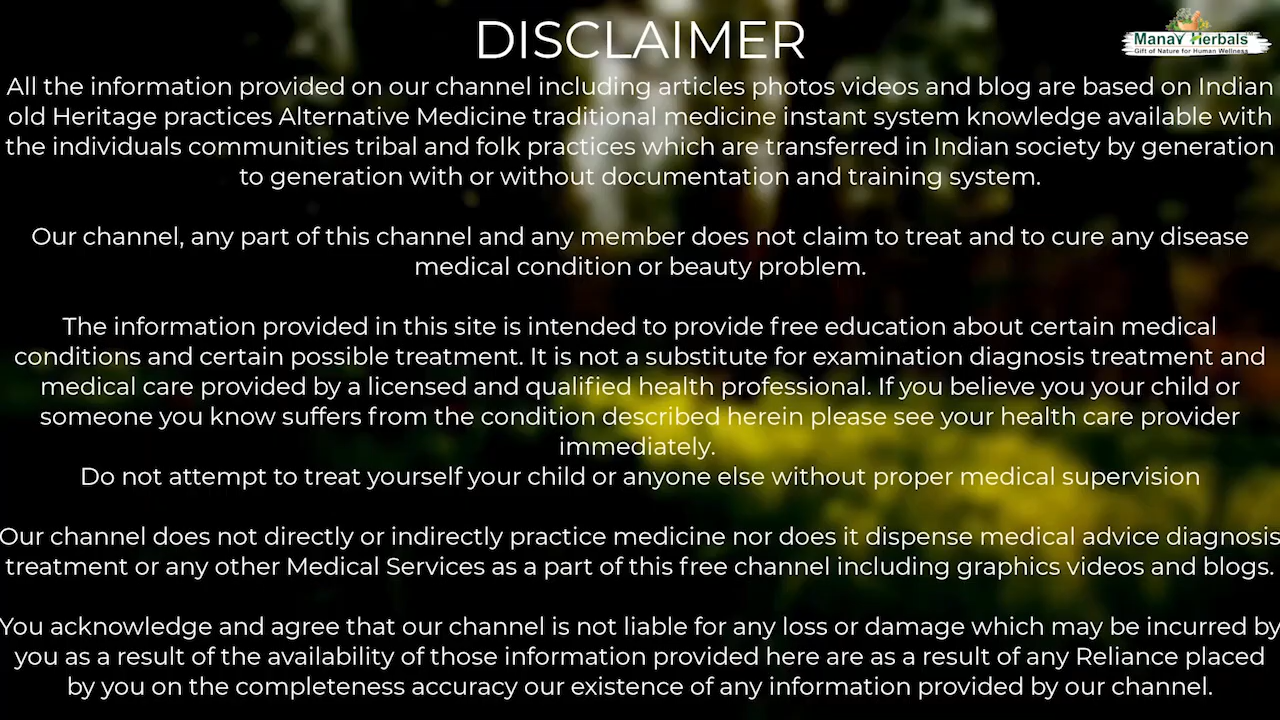 DISCLAIMER
Manav Herbals
Gift of Nature for Human Wellness
All the information provided on our channel including articles photos videos and blog are based on Indian
old Heritage practices Alternative Medicine traditional medicine instant system knowledge available with
the individuals communities tribal and folk practices which are transferred in Indian society by generation
to generation with or without documentation and training system.
Our channel, any part of this channel and any member does not claim to treat and to cure any disease
medical condition or beauty problem.
The information provided in this site is intended to provide free education about certain medical
conditions and certain possible treatment. It is not a substitute for examination diagnosis treatment and
medical care provided by a licensed and qualified health professional. If you believe you your child or
someone you know suffers from the condition described herein please see your health care provider
immediately.
Do not attempt to treat yourself your child or anyone else without proper medical supervision
Our channel does not directly or indirectly practice medicine nor does it dispense medical advice diagnosis
treatment or any other Medical Services as a part of this free channel including graphics videos and blogs.
You acknowledge and agree that our channel is not liable for any loss or damage which may be incurred by
you as a result of the availability of those information provided here are as a result of any Reliance placed
by you on the completeness accuracy our existence of any information provided by our channel.